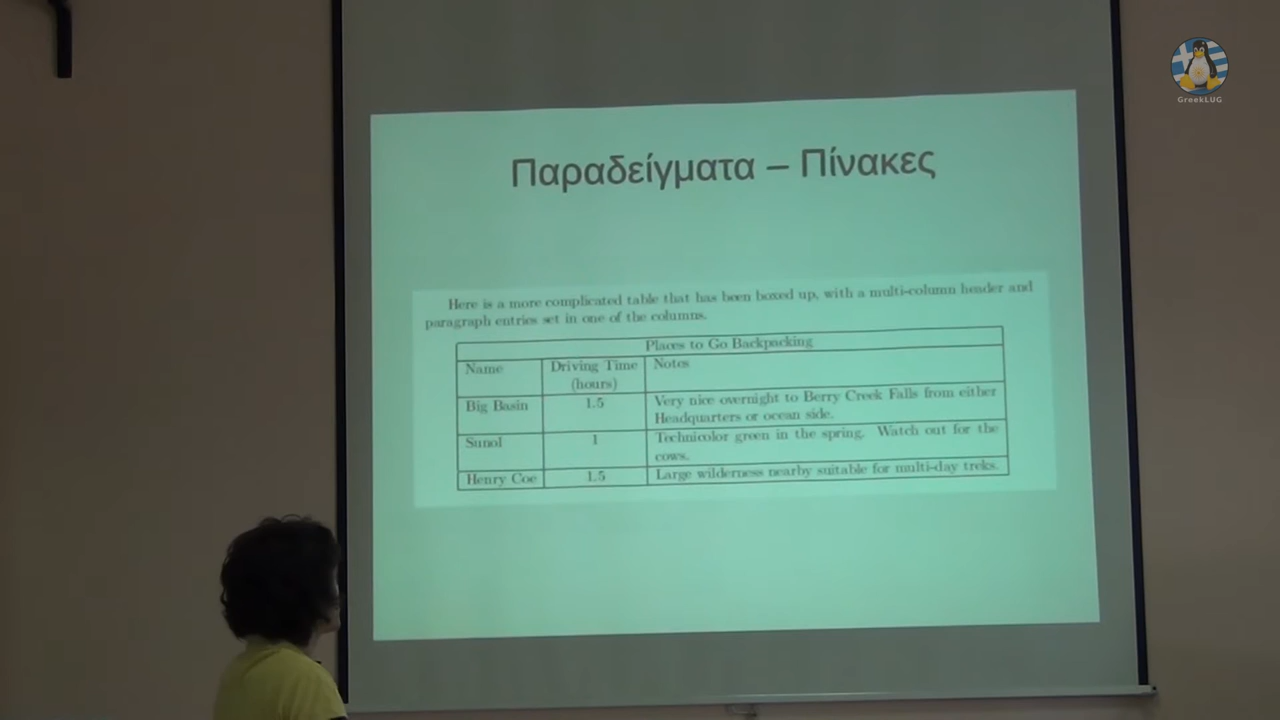 GreekLUG
Παραδείγματα – Πίνακες
Here is a more complicated table that has been boxed up, with a multi-column header and
paragraph entries set in one of the columns.
Places to Go Backpacking
Name Driving Time Notes
(hours)
Big Basin 1.5 Very nice overnight to Berry Creek Falls from either
Headquarters or ocean side.
Sunol 1 Technicolor green in the spring. Watch out for the
cows.
Henry Coe 1.5 Large wilderness nearby suitable for multi-day treks.